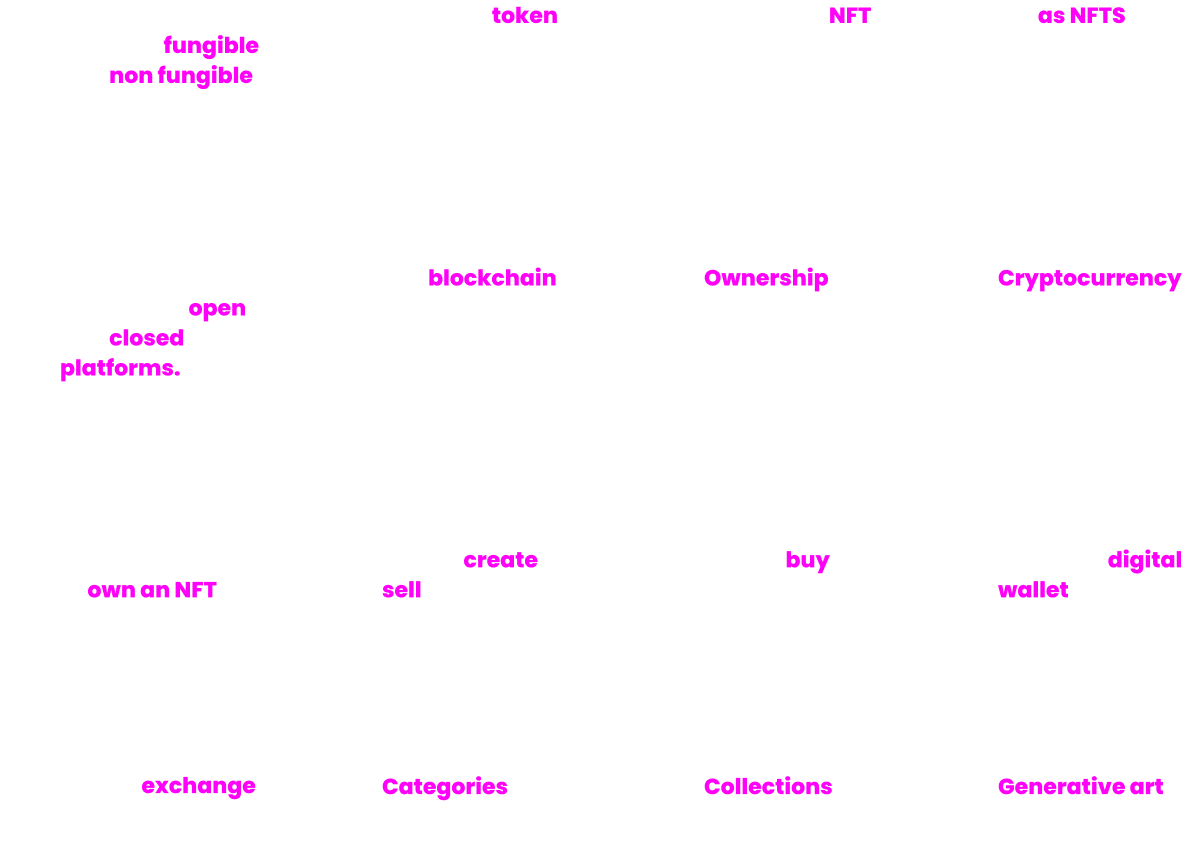 fungible
non fungible
token
NFT
as NFTS
open
closed
platforms.
blockchain
Ownership
Cryptocurrency
own an NFT
create
sell
buy
digital
wallet
exchange
Categories
Collections
Generative art